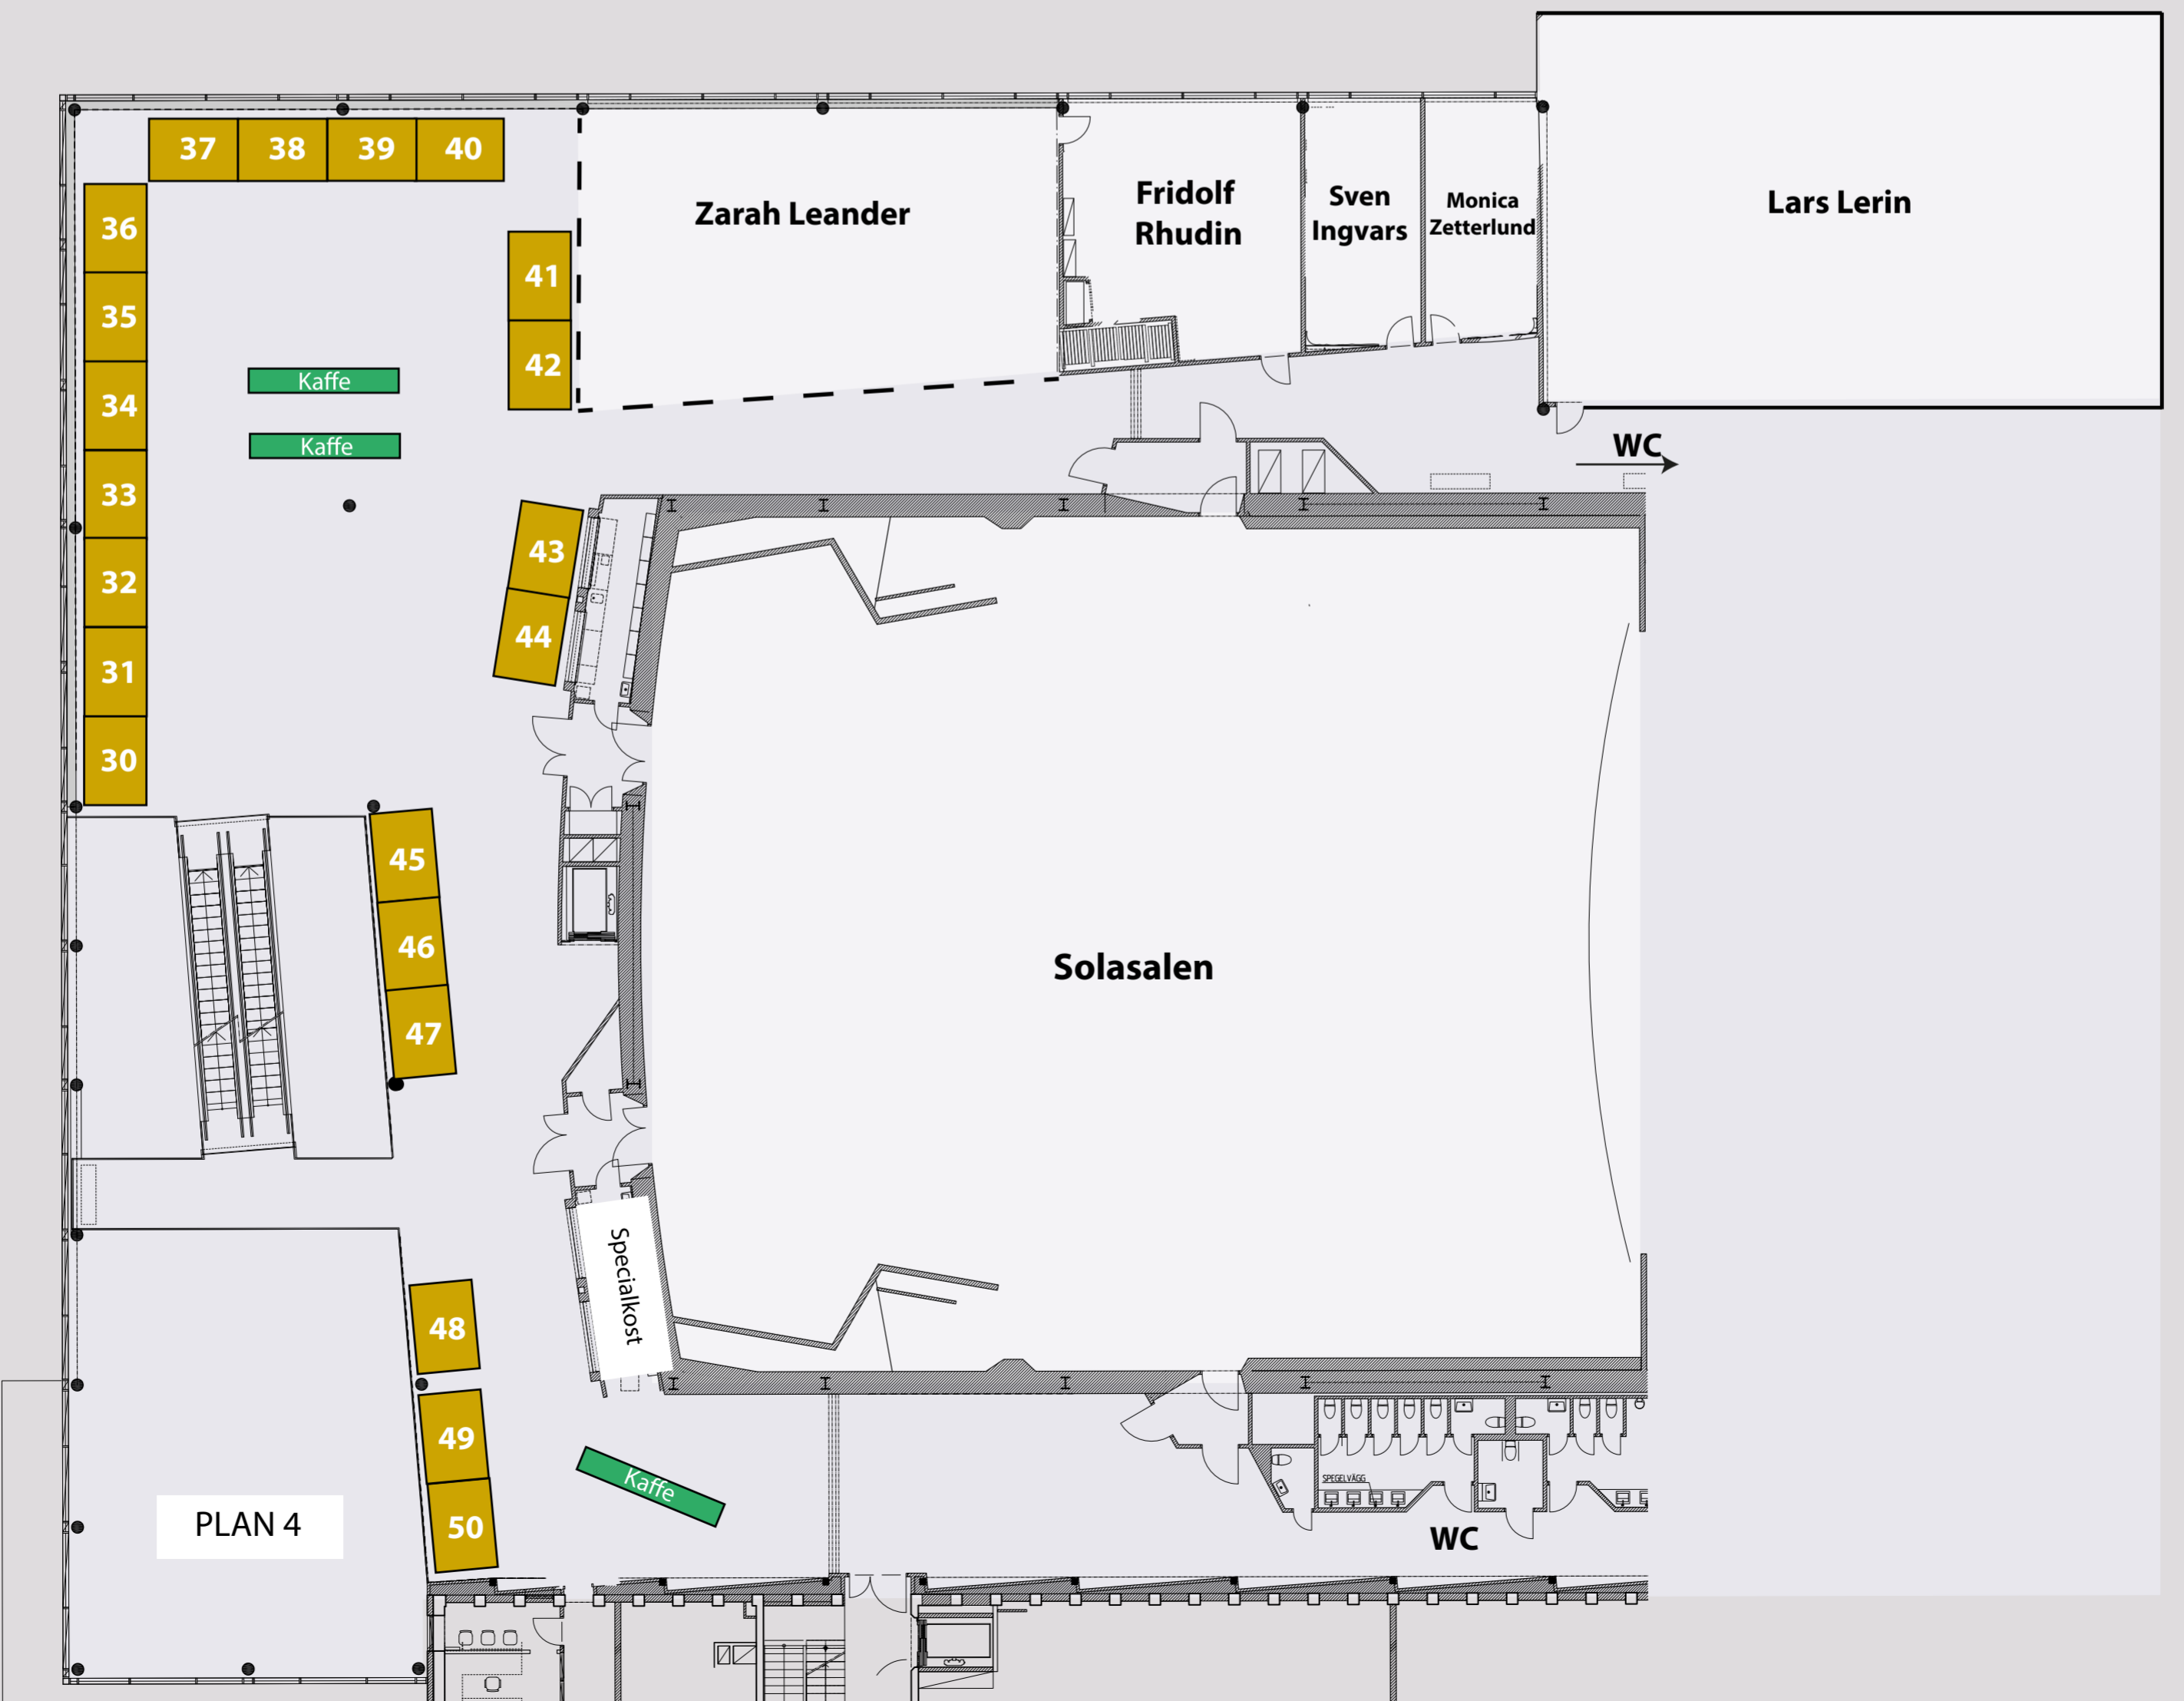 37 38 39 40
36
35
34
33
32
31
30
41
42
Kaffe
Kaffe
43
44
Zarah Leander
Fridolf
Rhudin
Sven
Ingvars
Monica
Zetterlund
Lars Lerin
WC
45
46
47
Solasalen
Specialkost
48
49
50
Kaffe
PLAN 4
SPEGELVÄGG
WC